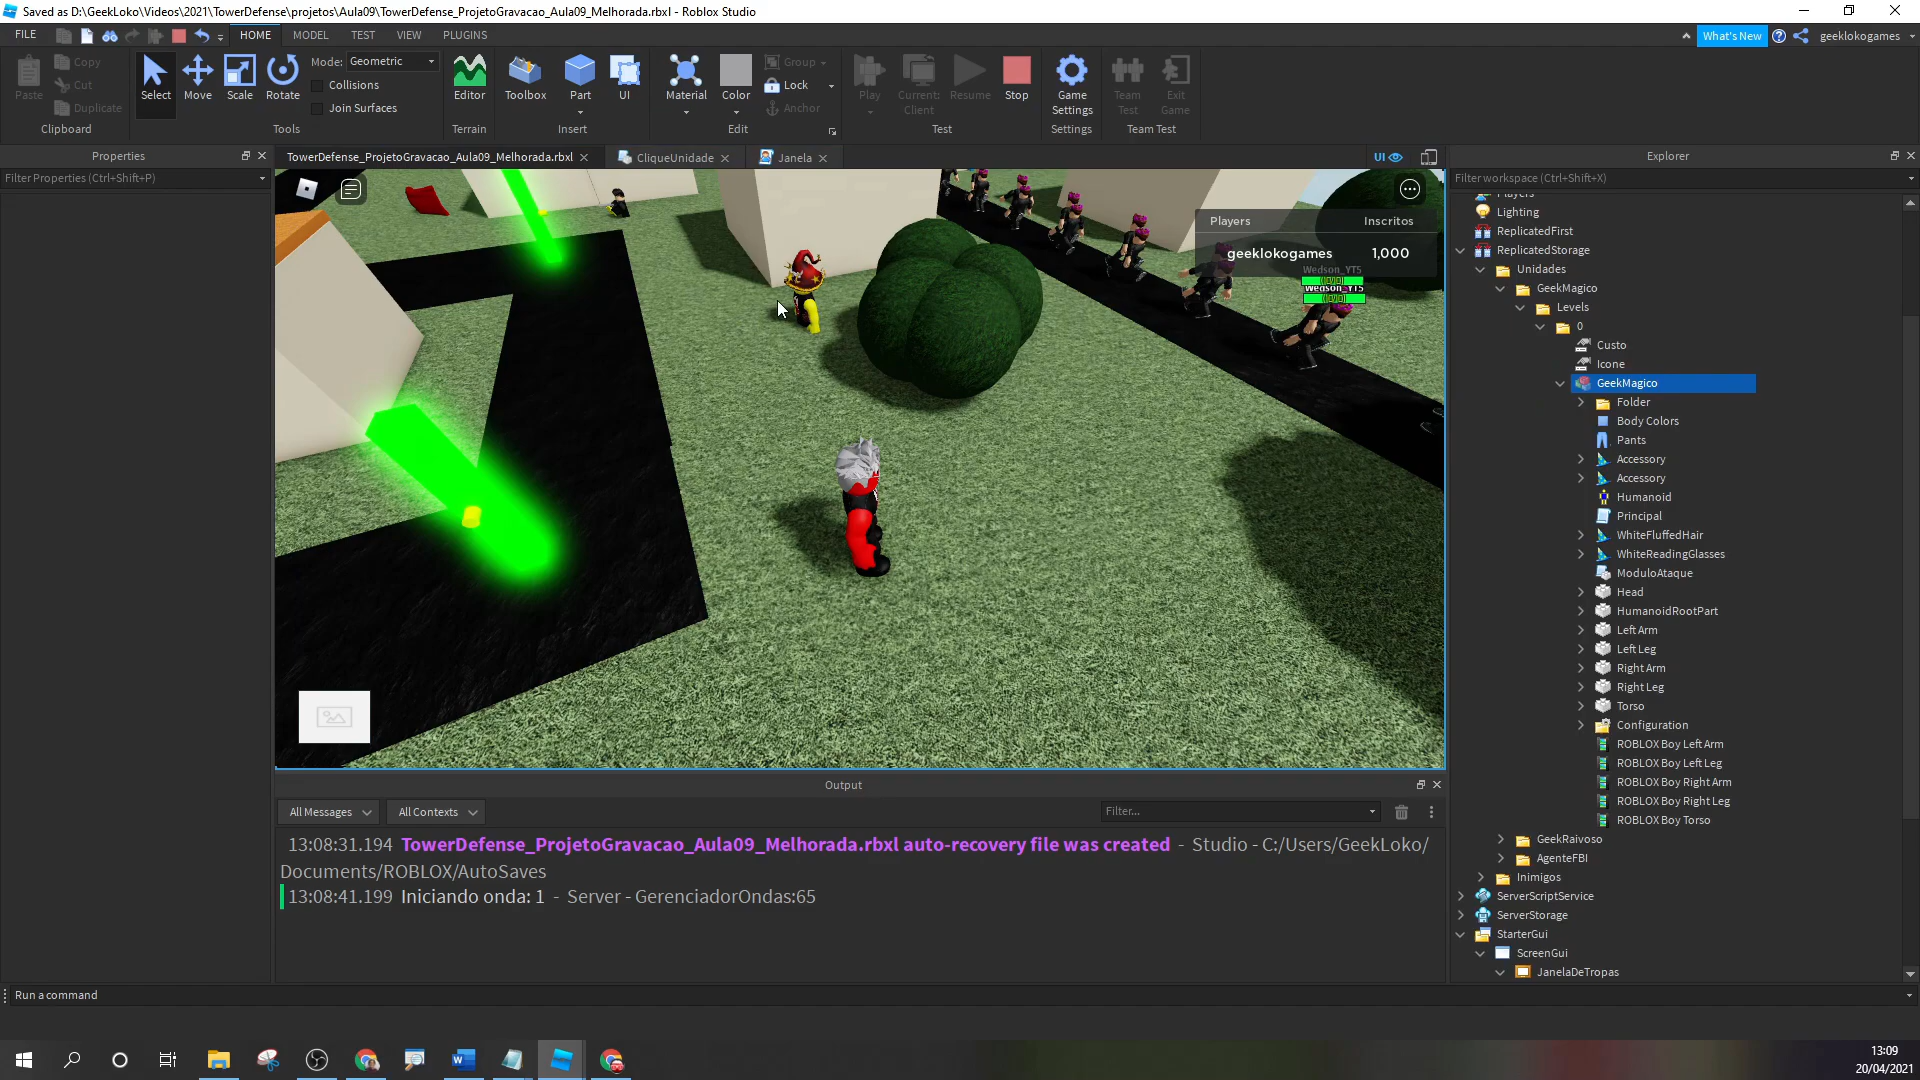 Saved as D:\GeekLoko\Videos\2021\TowerDefense\projetos\Aula09\TowerDefense_ProjetoGravacao_Aula09_Melhorada.rbxl - Roblox Studio
FILE HOME MODEL TEST VIEW PLUGINS What's New geeklokogames
Paste Copy Cut Duplicate Clipboard
Select Move Scale Rotate Mode: Geometric Collisions Join Surfaces Tools
Editor Terrain
Toolbox Part UI Insert
Material Color Group Lock Anchor Edit
Play Current: Client Resume Stop Test
Game Settings Settings
Team Test Exit Game Team Test
Properties
Filter Properties (Ctrl+Shift+P)
TowerDefense_ProjetoGravacao_Aula09_Melhorada.rbxl CliqueUnidade Janela UI
Players Inscritos
geeklokogames 1,000
Wedson_YT5
Wedson_YT5
Output
All Messages All Contexts Filter...
13:08:31.194 TowerDefense_ProjetoGravacao_Aula09_Melhorada.rbxl auto-recovery file was created - Studio - C:/Users/GeekLoko/
Documents/ROBLOX/AutoSaves
13:08:41.199 Iniciando onda: 1 - Server - GerenciadorOndas:65
Run a command
Explorer
Filter workspace (Ctrl+Shift+X)
Players
Lighting
ReplicatedFirst
ReplicatedStorage
Unidades
GeekMagico
Levels
0
Custo
Icone
GeekMagico
Folder
Body Colors
Pants
Accessory
Accessory
Humanoid
Principal
WhiteFluffedHair
WhiteReadingGlasses
ModuloAtaque
Head
HumanoidRootPart
Left Arm
Left Leg
Right Arm
Right Leg
Torso
Configuration
ROBLOX Boy Left Arm
ROBLOX Boy Left Leg
ROBLOX Boy Right Arm
ROBLOX Boy Right Leg
ROBLOX Boy Torso
GeekRaivoso
AgenteFBI
Inimigos
ServerScriptService
ServerStorage
StarterGui
ScreenGui
JanelaDeTropas
13:09
20/04/2021